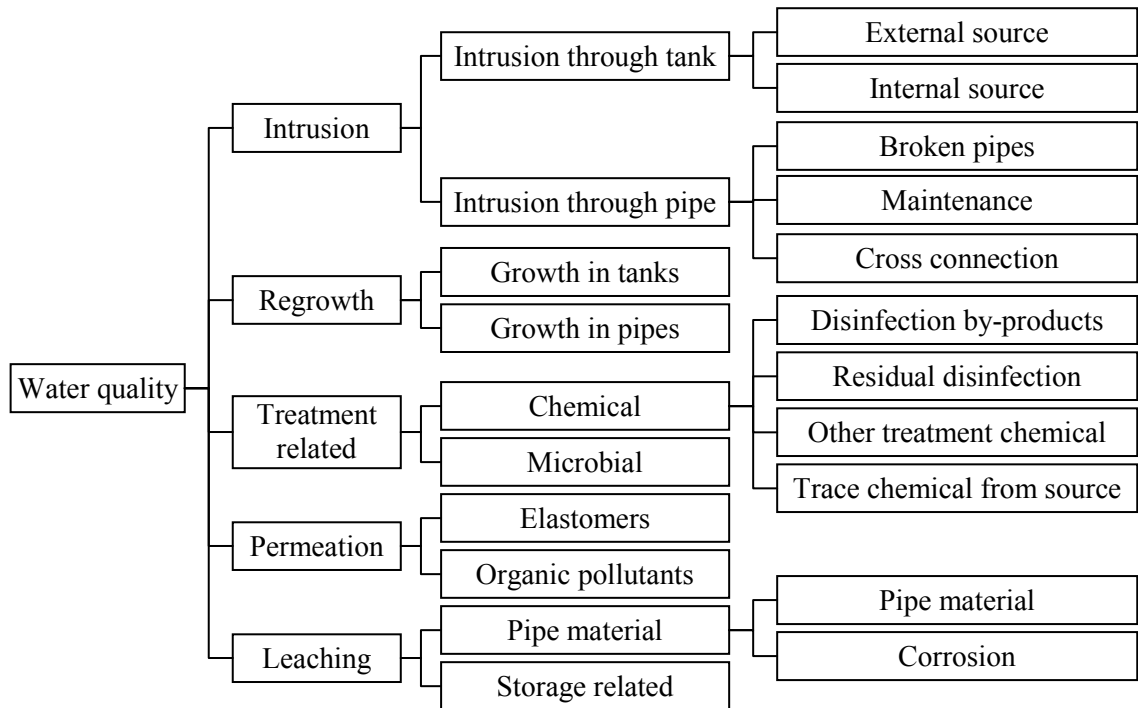 External source
Intrusion through tank
Internal source
Intrusion
Broken pipes
Intrusion through pipe
Maintenance
Cross connection
Growth in tanks
Regrowth
Growth in pipes
Disinfection by-products
Residual disinfection
Water quality
Treatment
related
Chemical
Other treatment chemical
Microbial
Trace chemical from source
Elastomers
Permeation
Organic pollutants
Pipe material
Pipe material
Leaching
Corrosion
Storage related